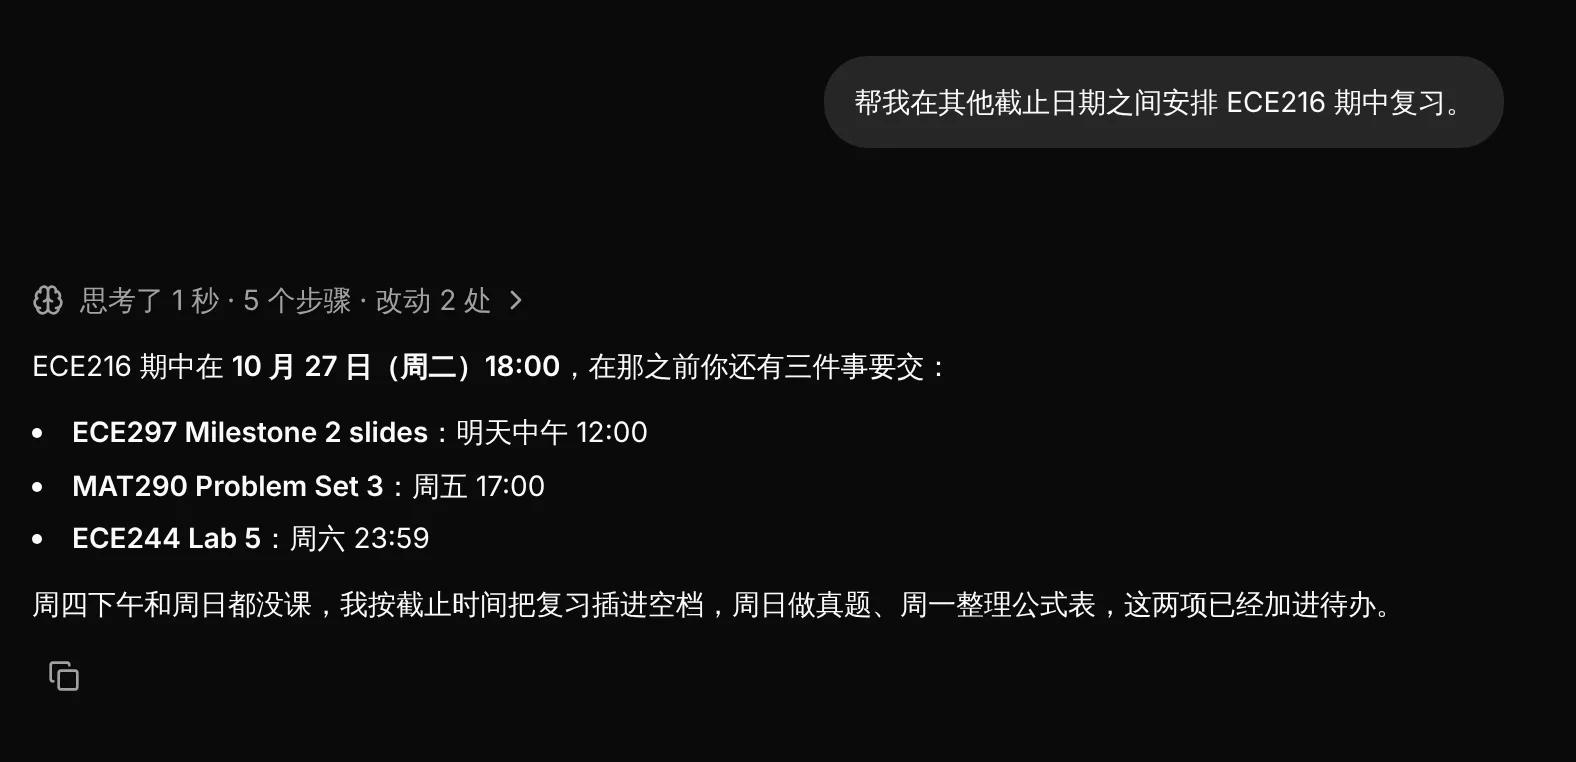 帮我在其他截止日期之间安排 ECE216 期中复习。
思考了 1 秒 · 5 个步骤 · 改动 2 处
ECE216 期中在 10 月 27 日（周二）18:00，在那之前你还有三件事要交：
• ECE297 Milestone 2 slides：明天中午 12:00
• MAT290 Problem Set 3：周五 17:00
• ECE244 Lab 5：周六 23:59
周四下午和周日都没课，我按截止时间把复习插进空档，周日做真题、周一整理公式表，这两项已经加进待办。